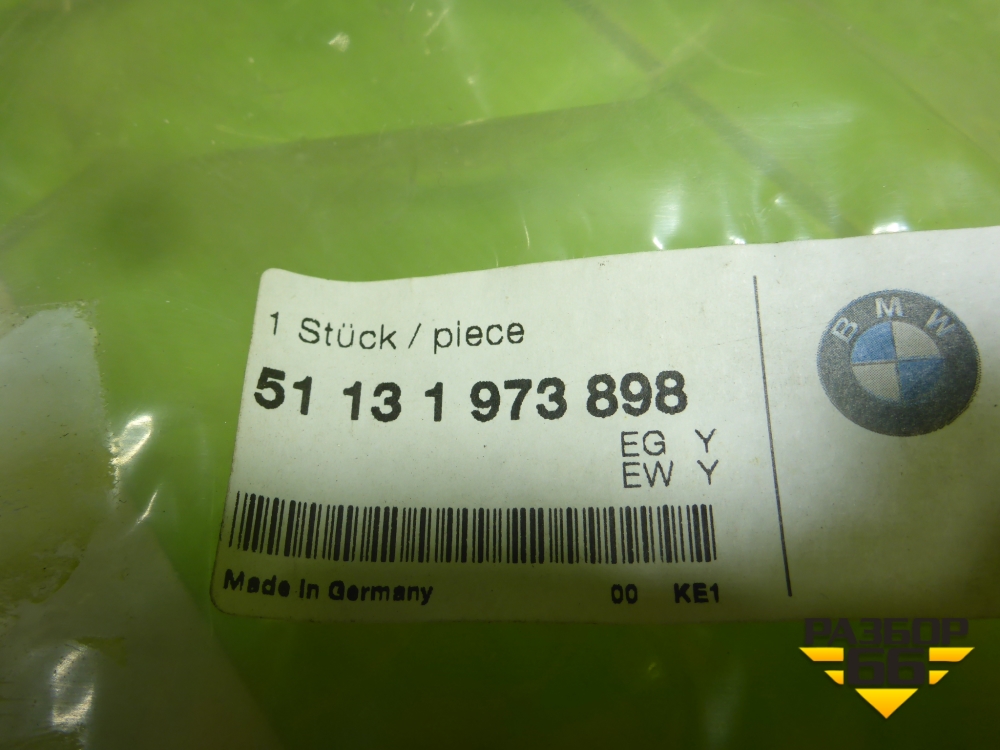 1 Stück / piece
51 13 1 973 898
EG Y
EW Y
Made in Germany 00 KE1
BMW
РАЗБОР
66